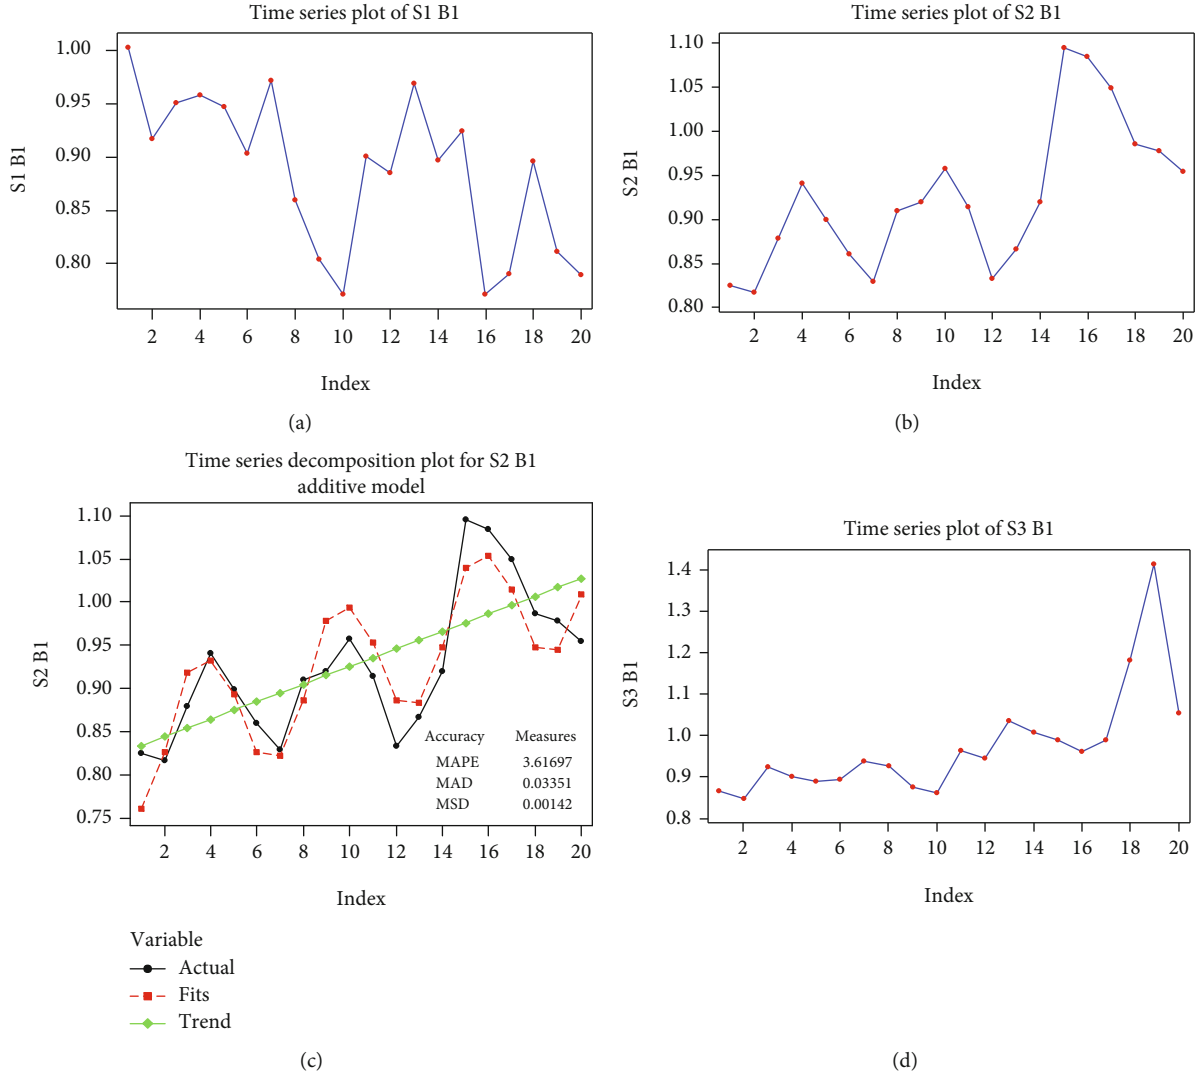 Time series plot of S1 B1
1.00
0.95
0.90
0.85
0.80
S1 B1
2 4 6 8 10 12 14 16 18 20
Index
(a)
Time series plot of S2 B1
1.10
1.05
1.00
0.95
0.90
0.85
0.80
S2 B1
2 4 6 8 10 12 14 16 18 20
Index
(b)
Time series decomposition plot for S2 B1
additive model
1.10
1.05
1.00
0.95
0.90
0.85
0.80
0.75
S2 B1
Accuracy Measures
MAPE 3.61697
MAD 0.03351
MSD 0.00142
2 4 6 8 10 12 14 16 18 20
Index
Variable
Actual
Fits
Trend
(c)
Time series plot of S3 B1
1.4
1.3
1.2
1.1
1.0
0.9
0.8
S3 B1
2 4 6 8 10 12 14 16 18 20
Index
(d)